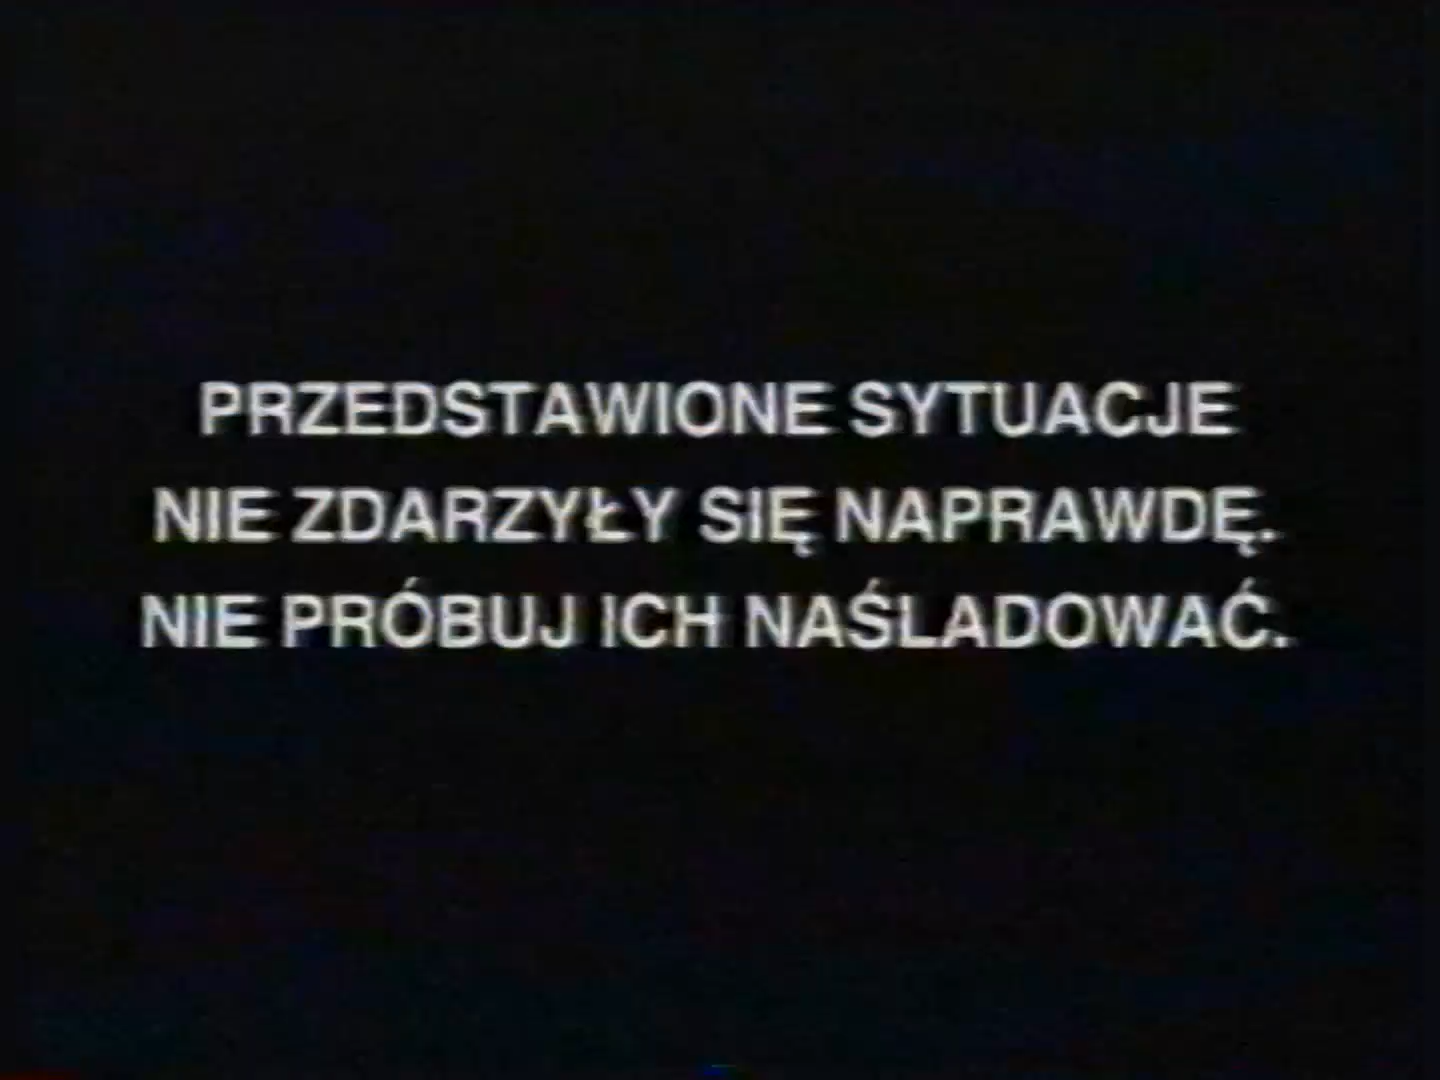 PRZEDSTAWIONE SYTUACJE
NIE ZDARZYŁY SIĘ NAPRAWDĘ.
NIE PRÓBUJ ICH NAŚLADOWAĆ.